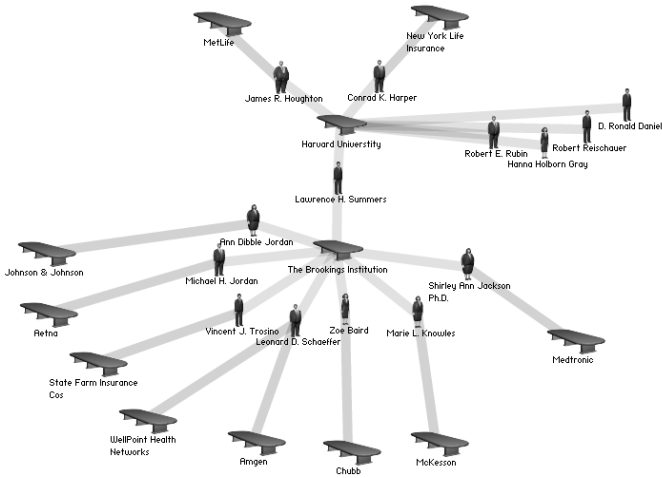 MetLife
New York Life
Insurance
James R. Houghton
Conrad K. Harper
D. Ronald Daniel
Harvard Universtity
Robert E. Rubin
Robert Reischauer
Hanna Holborn Gray
Lawrence H. Summers
Ann Dibble Jordan
Johnson & Johnson
Michael H. Jordan
The Brookings Institution
Shirley Ann Jackson
Ph.D.
Aetna
Vincent J. Trosino
Leonard D. Schaeffer
Zoe Baird
Marie L. Knowles
Medtronic
State Farm Insurance
Cos
WellPoint Health
Networks
Amgen
Chubb
McKesson